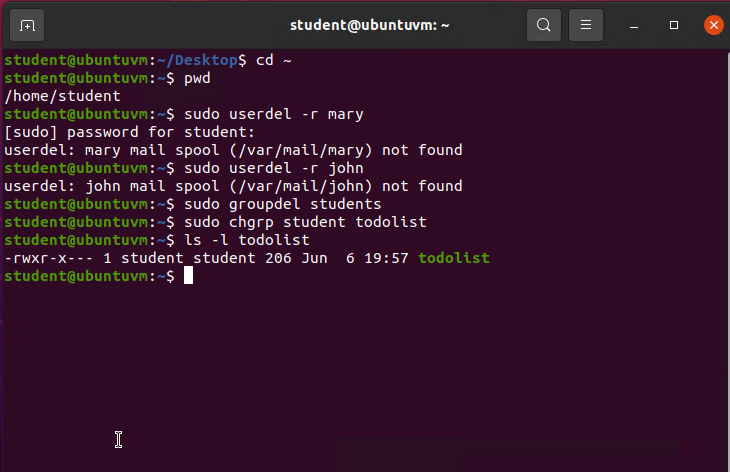 student@ubuntuvm: ~
student@ubuntuvm:~/Desktop$ cd ~
student@ubuntuvm:~$ pwd
/home/student
student@ubuntuvm:~$ sudo userdel -r mary
[sudo] password for student:
userdel: mary mail spool (/var/mail/mary) not found
student@ubuntuvm:~$ sudo userdel -r john
userdel: john mail spool (/var/mail/john) not found
student@ubuntuvm:~$ sudo groupdel students
student@ubuntuvm:~$ sudo chgrp student todolist
student@ubuntuvm:~$ ls -l todolist
-rwxr-x--- 1 student student 206 Jun  6 19:57 todolist
student@ubuntuvm:~$